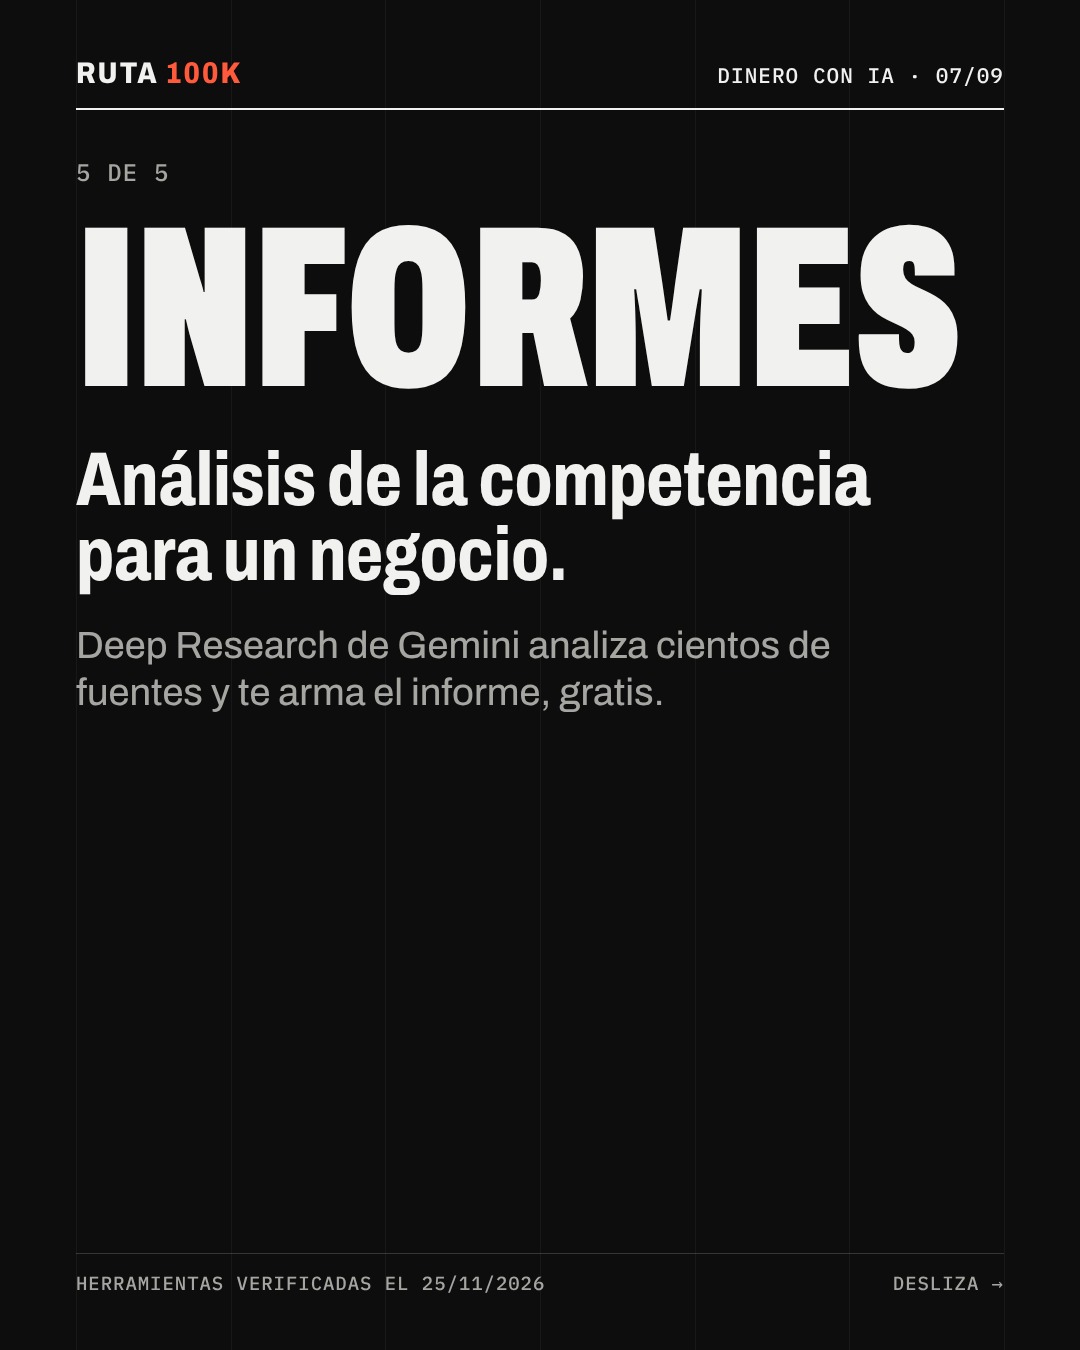 RUTA 100K
DINERO CON IA · 07/09
5 DE 5
INFORMES
Análisis de la competencia
para un negocio.
Deep Research de Gemini analiza cientos de
fuentes y te arma el informe, gratis.
HERRAMIENTAS VERIFICADAS EL 25/11/2026
DESLIZA →